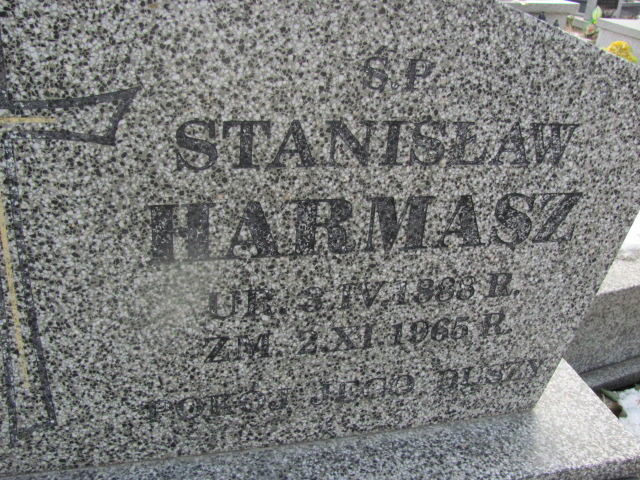 Ś.P.
STANISŁAW
HARMASZ
UR. 3.IV.1888 R.
ZM. 2.XI 1965 R.
POKÓJ JEGO DUSZY